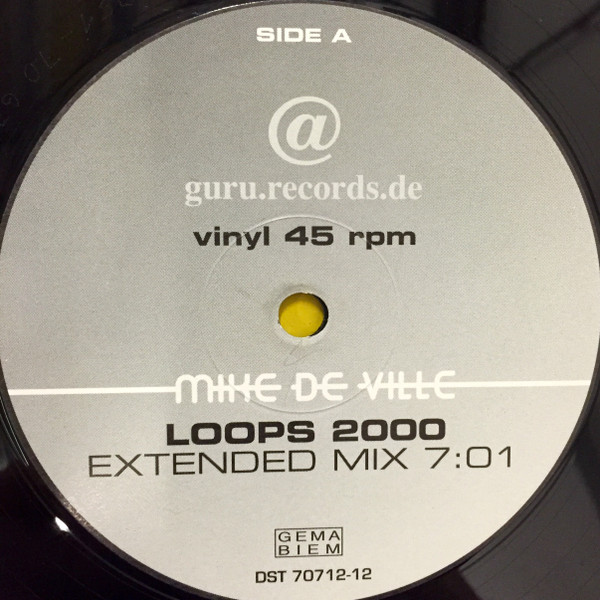 SIDE A
@
guru.records.de
vinyl 45 rpm
MIKE DE VILLE
LOOPS 2000
EXTENDED MIX 7:01
GEMA
BIEM
DST 70712-12